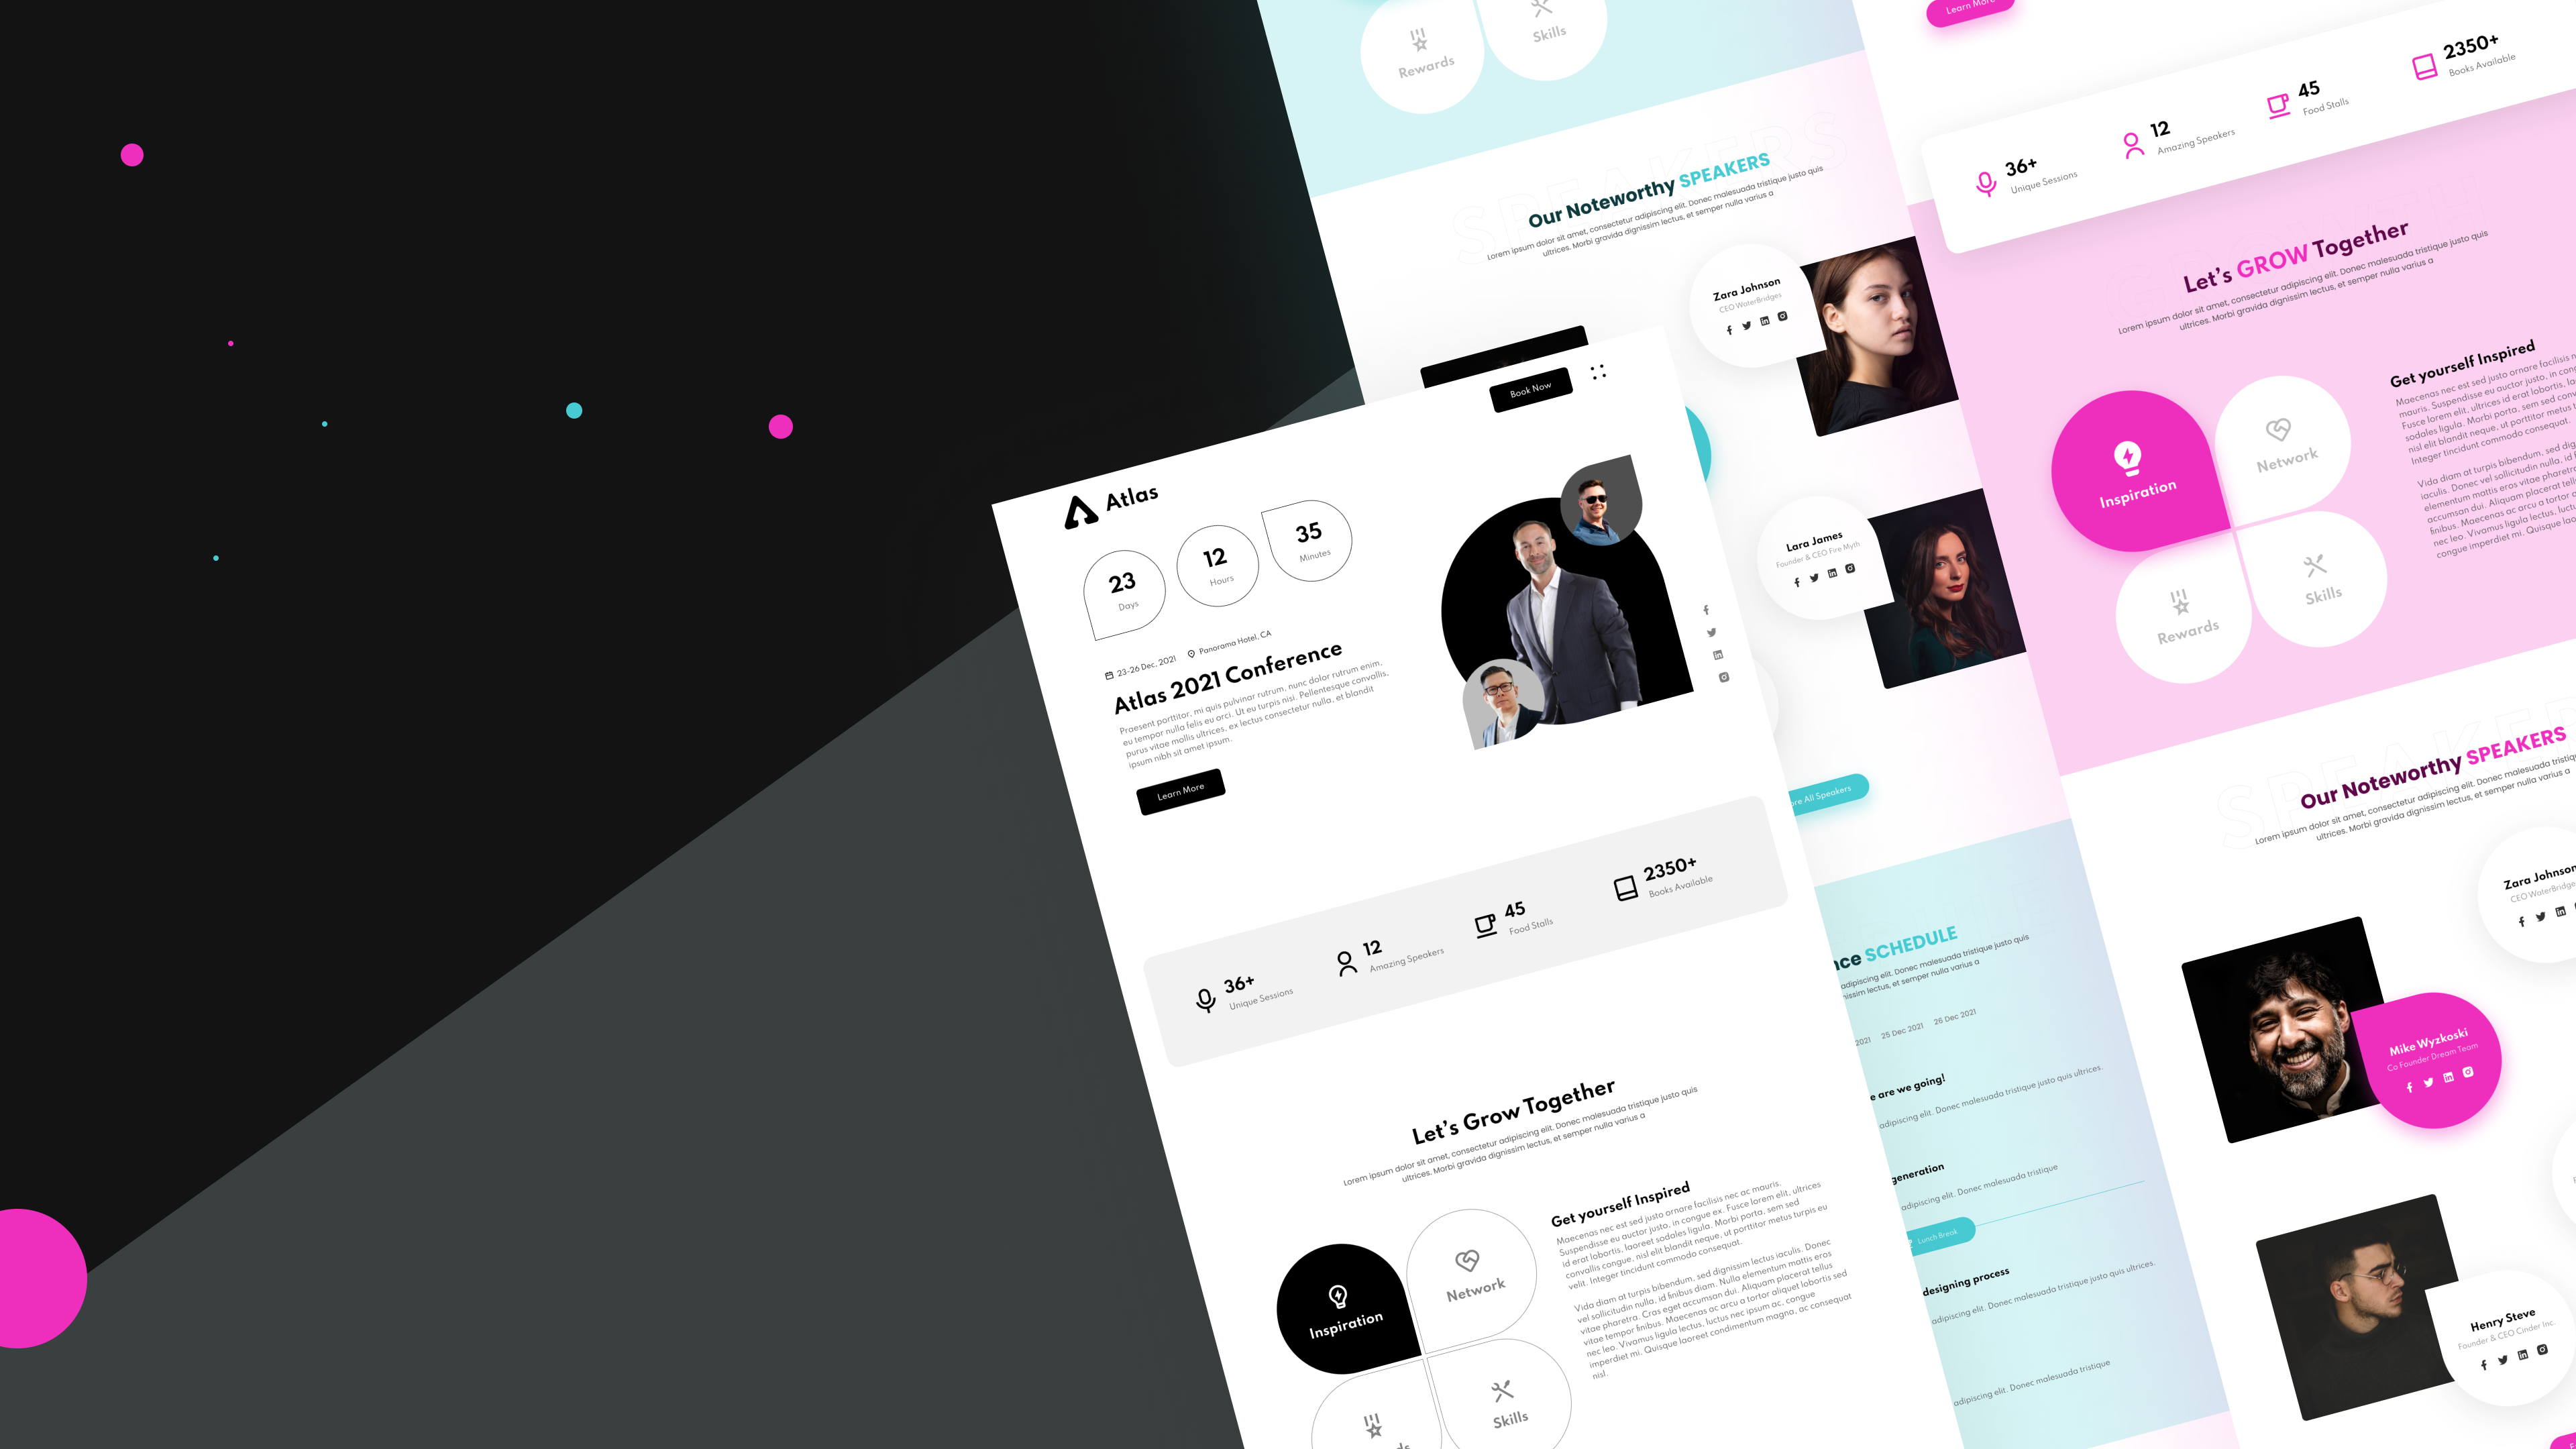 Atlas
Book Now
23
Days
12
Hours
35
Minutes
23-26 Dec. 2021
Panorama Hotel, CA
Atlas 2021 Conference
Praesent porttitor, mi quis pulvinar rutrum, nunc dolor rutrum enim,
eu tempor nulla felis eu orci. Ut eu turpis nisi. Pellentesque convallis,
purus vitae mollis ultrices, ex lectus consectetur nulla, et blandit
ipsum nibh sit amet ipsum.
Learn More
36+
Unique Sessions
12
Amazing Speakers
45
Food Stalls
2350+
Books Available
Let's Grow Together
Lorem ipsum dolor sit amet, consectetur adipiscing elit. Donec malesuada tristique justo quis
ultrices. Morbi gravida dignissim lectus, et semper nulla varius a
Inspiration
Network
Skills
Get yourself Inspired
Maecenas nec est sed justo ornare facilisis nec ac mauris.
Suspendisse eu auctor justo, in congue ex. Fusce lorem elit, ultrices
id erat lobortis, laoreet sodales ligula. Morbi porta, sem sed
convallis congue, nisl elit blandit neque, ut porttitor metus turpis eu
velit. Integer tincidunt commodo consequat.
Vida diam at turpis bibendum, sed dignissim lectus iaculis. Donec
vel sollicitudin nulla, id finibus diam. Nulla elementum mattis eros
vitae pharetra. Cras eget accumsan dui. Aliquam placerat tellus
vitae tempor finibus. Maecenas ac arcu a tortor aliquet lobortis sed
nec leo. Vivamus ligula lectus, luctus nec ipsum ac, congue
imperdiet mi. Quisque laoreet condimentum magna, ac consequat
nisl.
Rewards
Skills
SPEAKERS
Our Noteworthy SPEAKERS
Lorem ipsum dolor sit amet, consectetur adipiscing elit. Donec malesuada tristique justo quis
ultrices. Morbi gravida dignissim lectus, et semper nulla varius a
Zara Johnson
CEO WaterBridges
Lara James
Founder & CEO Fire Myth
All Speakers
SCHEDULE
adipiscing elit. Donec malesuada tristique justo quis
lectus, et semper nulla varius a
2021
25 Dec 2021
26 Dec 2021
are we going!
adipiscing elit. Donec malesuada tristique justo quis ultrices.
generation
adipiscing elit. Donec malesuada tristique
Lunch Break
designing process
adipiscing elit. Donec malesuada tristique justo quis ultrices.
adipiscing elit. Donec malesuada tristique
Learn More
36+
Unique Sessions
12
Amazing Speakers
45
Food Stalls
2350+
Books Available
Let's GROW Together
Lorem ipsum dolor sit amet, consectetur adipiscing elit. Donec malesuada tristique justo quis
ultrices. Morbi gravida dignissim lectus, et semper nulla varius a
Inspiration
Network
Rewards
Skills
Get yourself Inspired
Maecenas nec est sed justo ornare facilisis
mauris. Suspendisse eu auctor justo, in
Fusce lorem elit, ultrices id erat lobortis,
sodales ligula. Morbi porta, sem sed
nisl elit blandit neque, ut porttitor metus
Integer tincidunt commodo consequat.
Vida diam at turpis bibendum, sed
iaculis. Donec vel sollicitudin nulla, id
elementum mattis eros vitae
accumsan dui. Aliquam placerat
finibus. Maecenas ac arcu a tortor
nec leo. Vivamus ligula lectus,
congue imperdiet mi. Quisque
Our Noteworthy SPEAKERS
Lorem ipsum dolor sit amet, consectetur adipiscing elit. Donec malesuada
ultrices. Morbi gravida dignissim lectus, et semper nulla varius a
Zara Johnson
CEO
Mike Wyzkoski
Co Founder Dream Team
Henry Steve
Founder & CEO Cinder Inc.